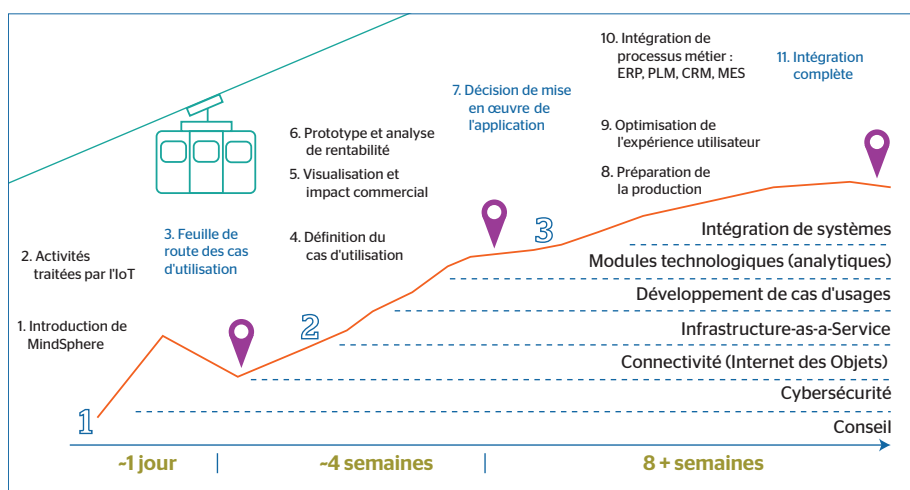 10. Intégration de
processus métier :
ERP, PLM, CRM, MES
11. Intégration
complète
7. Décision de mise
en œuvre de
l'application
6. Prototype et analyse
de rentabilité
9. Optimisation de
l'expérience utilisateur
5. Visualisation et
impact commercial
8. Préparation de
la production
3. Feuille de
route des cas
d'utilisation
4. Définition du
cas d'utilisation
2. Activités
traitées par l'IoT
1. Introduction de
MindSphere
1
2
3
Intégration de systèmes
Modules technologiques (analytiques)
Développement de cas d'usages
Infrastructure-as-a-Service
Connectivité (Internet des Objets)
Cybersécurité
Conseil
~1 jour
~4 semaines
8 + semaines